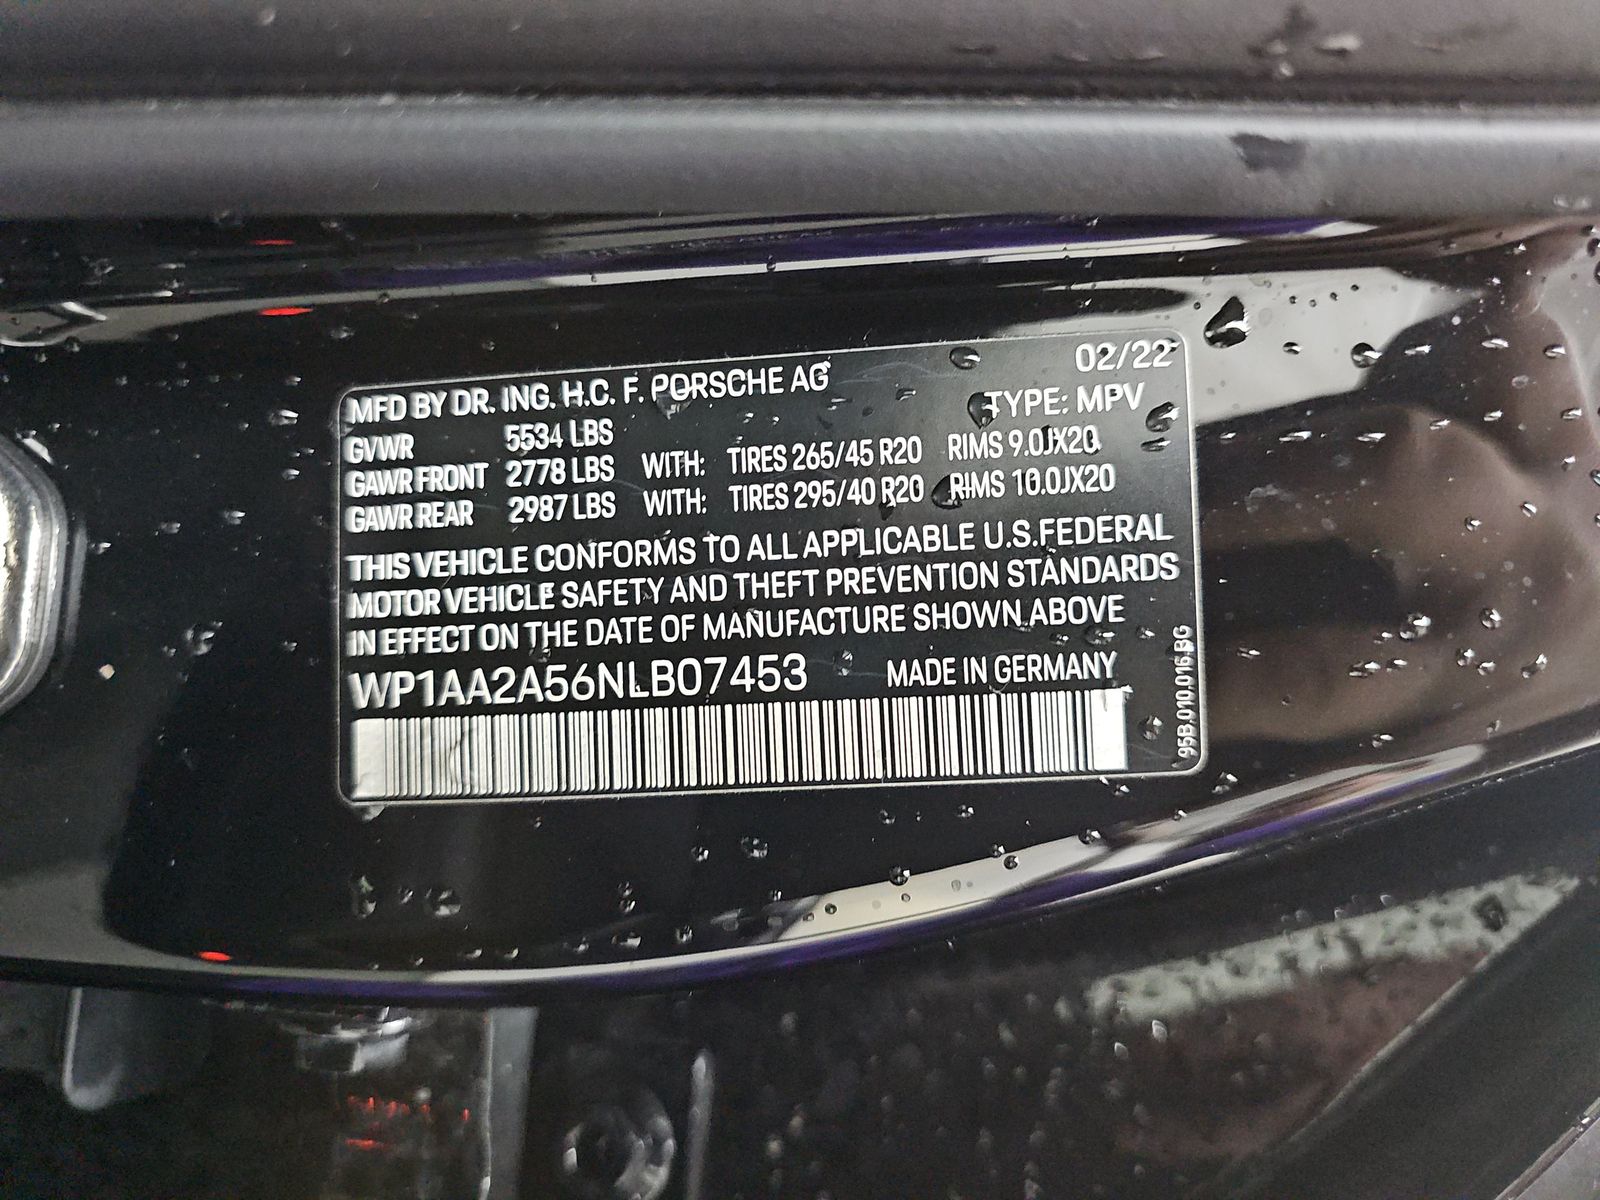 MFD BY DR. ING. H.C. F. PORSCHE AG 02/22
TYPE: MPV
GVWR 5534 LBS
GAWR FRONT 2778 LBS WITH: TIRES 265/45 R20 RIMS 9.0JX20
GAWR REAR 2987 LBS WITH: TIRES 295/40 R20 RIMS 10.0JX20
THIS VEHICLE CONFORMS TO ALL APPLICABLE U.S.FEDERAL
MOTOR VEHICLE SAFETY AND THEFT PREVENTION STANDARDS
IN EFFECT ON THE DATE OF MANUFACTURE SHOWN ABOVE
WP1AA2A56NLB07453 MADE IN GERMANY
95B.010.016.BG